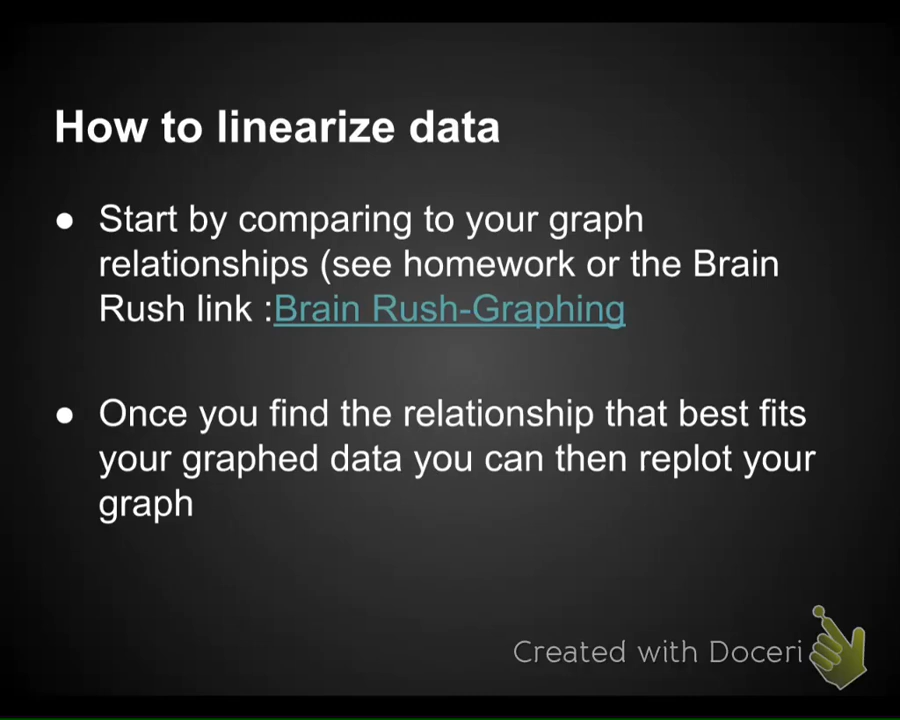 How to linearize data
● Start by comparing to your graph
relationships (see homework or the Brain
Rush link :Brain Rush-Graphing
● Once you find the relationship that best fits
your graphed data you can then replot your
graph
Created with Doceri